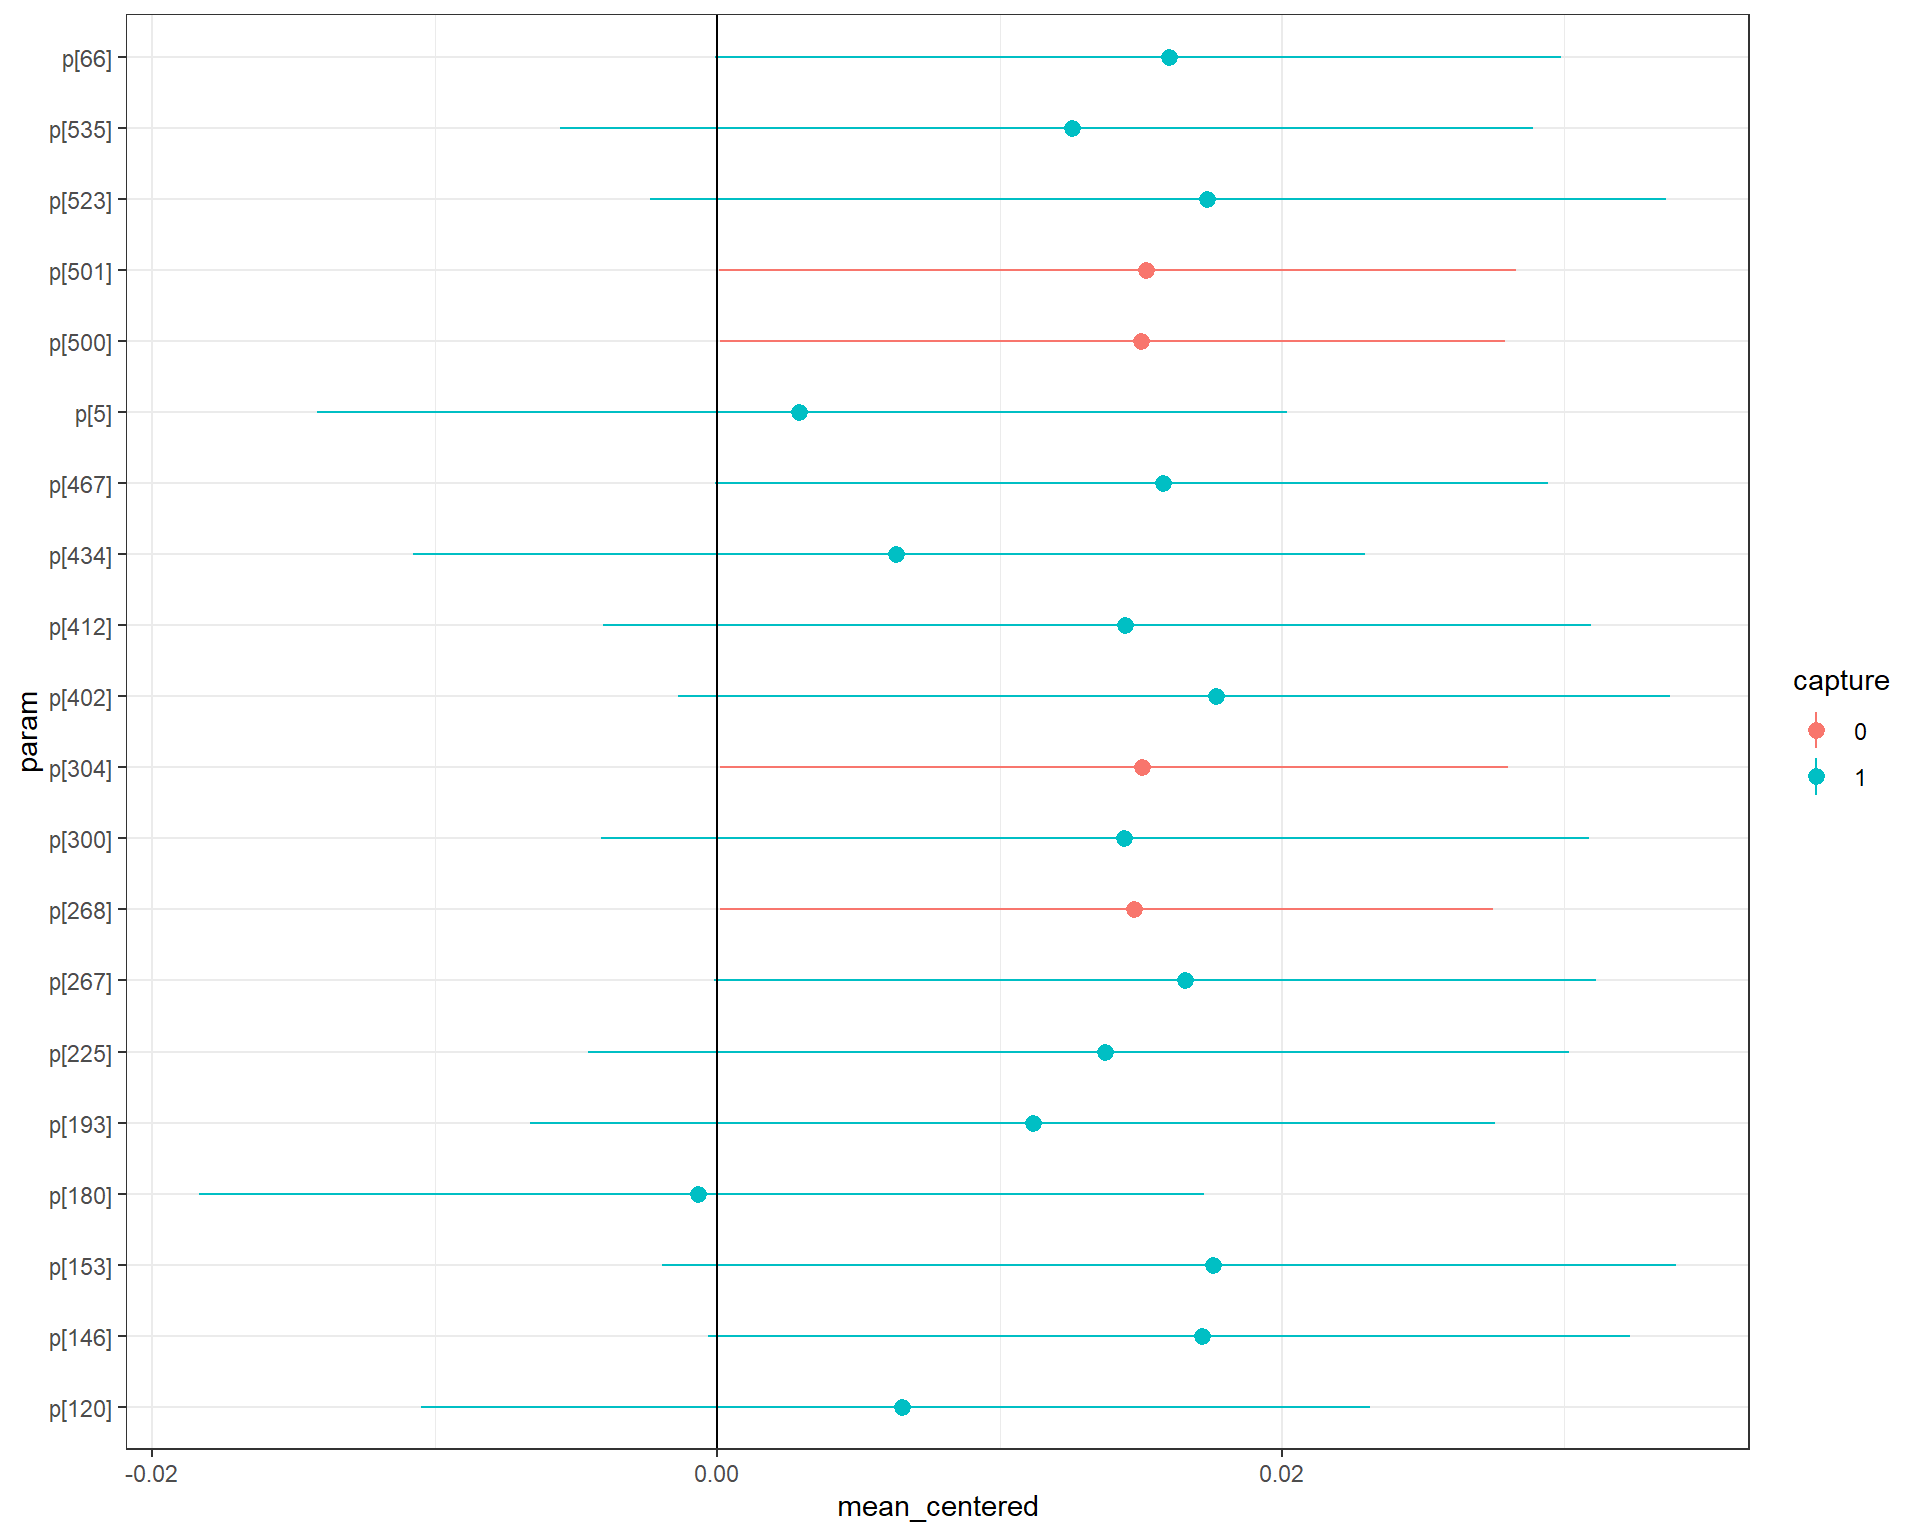 p[66]
p[535]
p[523]
p[501]
p[500]
p[5]
p[467]
p[434]
p[412]
p[402]
p[304]
p[300]
p[268]
p[267]
p[225]
p[193]
p[180]
p[153]
p[146]
p[120]
param
-0.02 0.00 0.02
mean_centered
capture
0
1